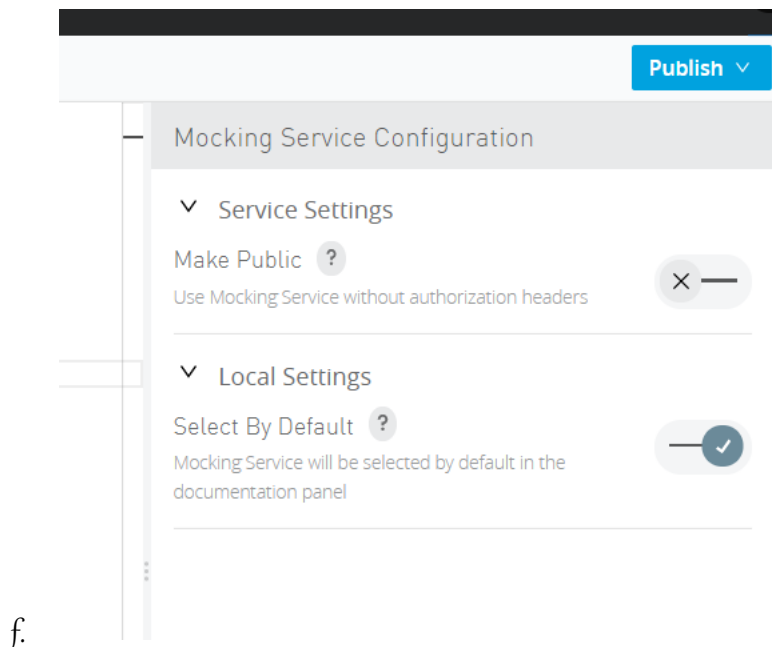 Publish
Mocking Service Configuration
Service Settings
Make Public ?
Use Mocking Service without authorization headers
Local Settings
Select By Default ?
Mocking Service will be selected by default in the
documentation panel
f.